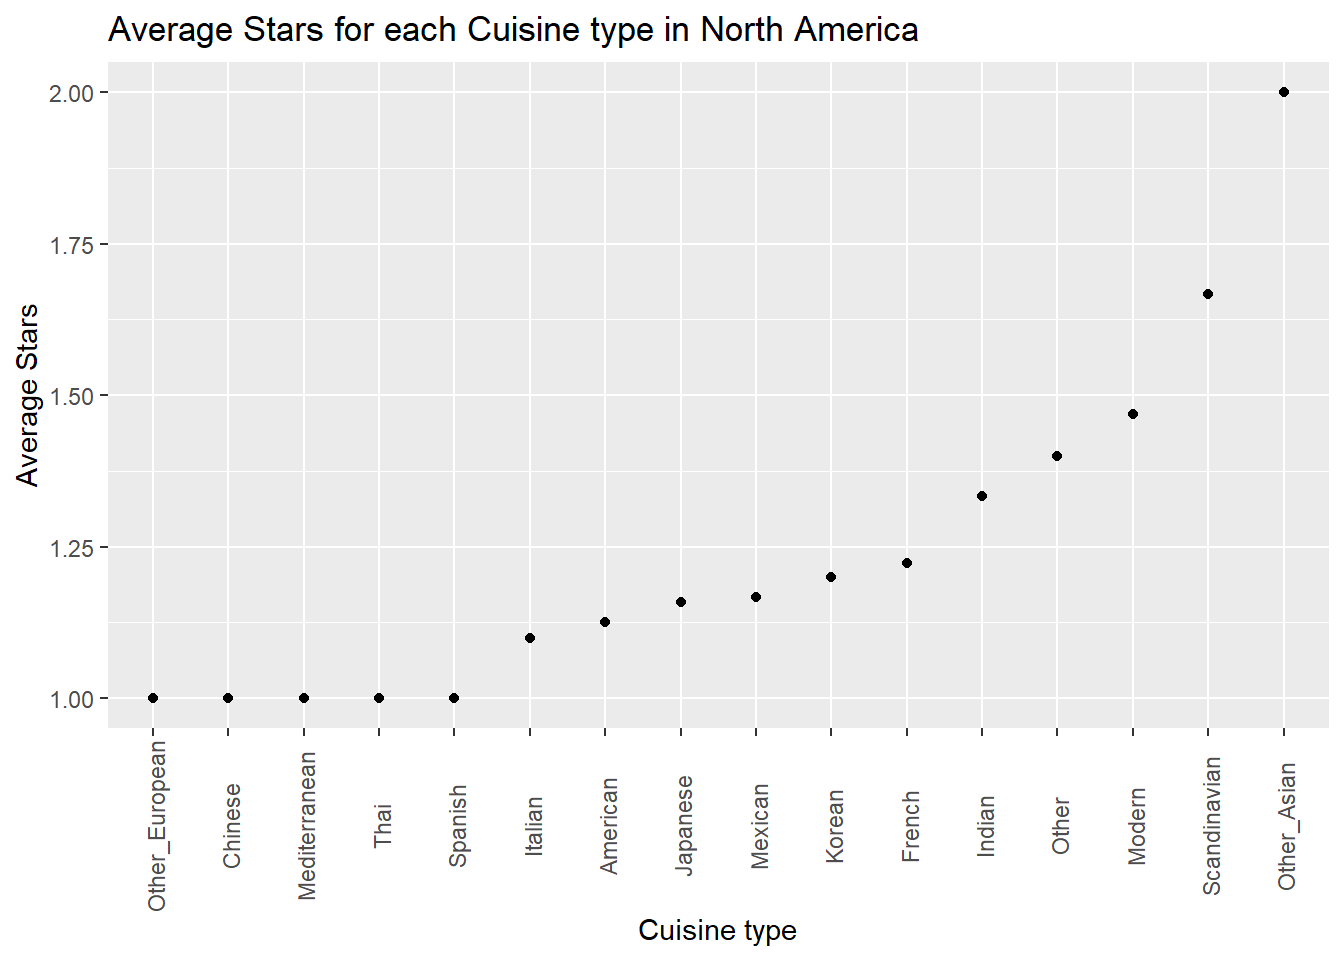 Average Stars for each Cuisine type in North America
Average Stars
2.00
1.75
1.50
1.25
1.00
Other_European
Chinese
Mediterranean
Thai
Spanish
Italian
American
Japanese
Mexican
Korean
French
Indian
Other
Modern
Scandinavian
Other_Asian
Cuisine type